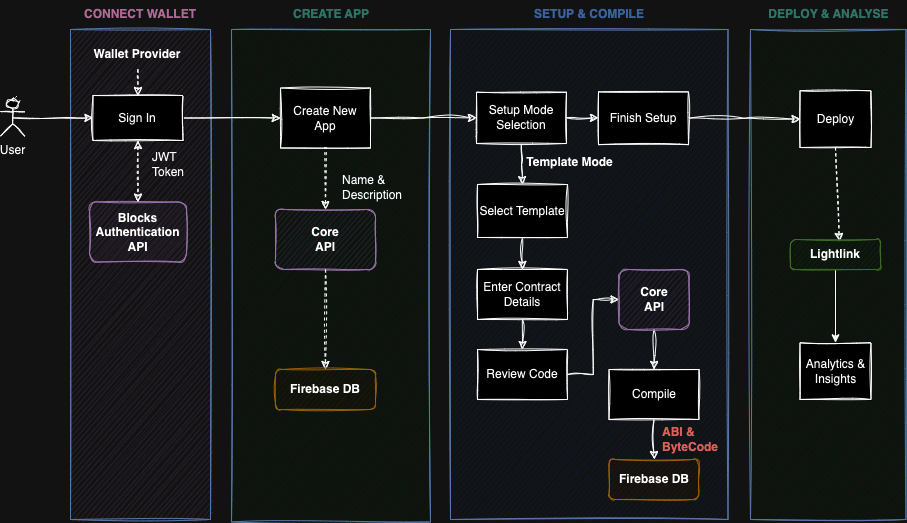 CONNECT WALLET
CREATE APP
SETUP & COMPILE
DEPLOY & ANALYSE
Wallet Provider
User
Sign In
JWT
Token
Blocks
Authentication
API
Create New
App
Name &
Description
Core
API
Firebase DB
Setup Mode
Selection
Finish Setup
Template Mode
Select Template
Enter Contract
Details
Review Code
Core
API
Compile
ABI &
ByteCode
Firebase DB
Deploy
Lightlink
Analytics &
Insights